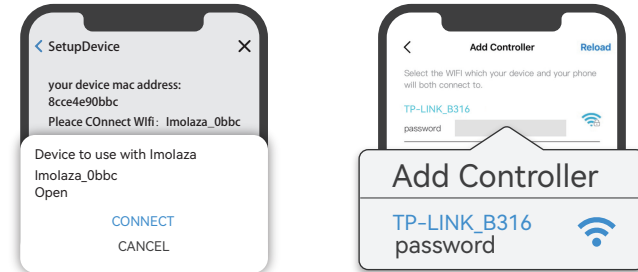 SetupDevice
your device mac address:
8cce4e90bbc
Pleace COnnect WIfi: Imolaza_0bbc
Device to use with Imolaza
Imolaza_0bbc
Open
CONNECT
CANCEL
Add Controller
Reload
Select the WIFI which your device and your phone
will both connect to.
TP-LINK_B316
password
Add Controller
TP-LINK_B316
password